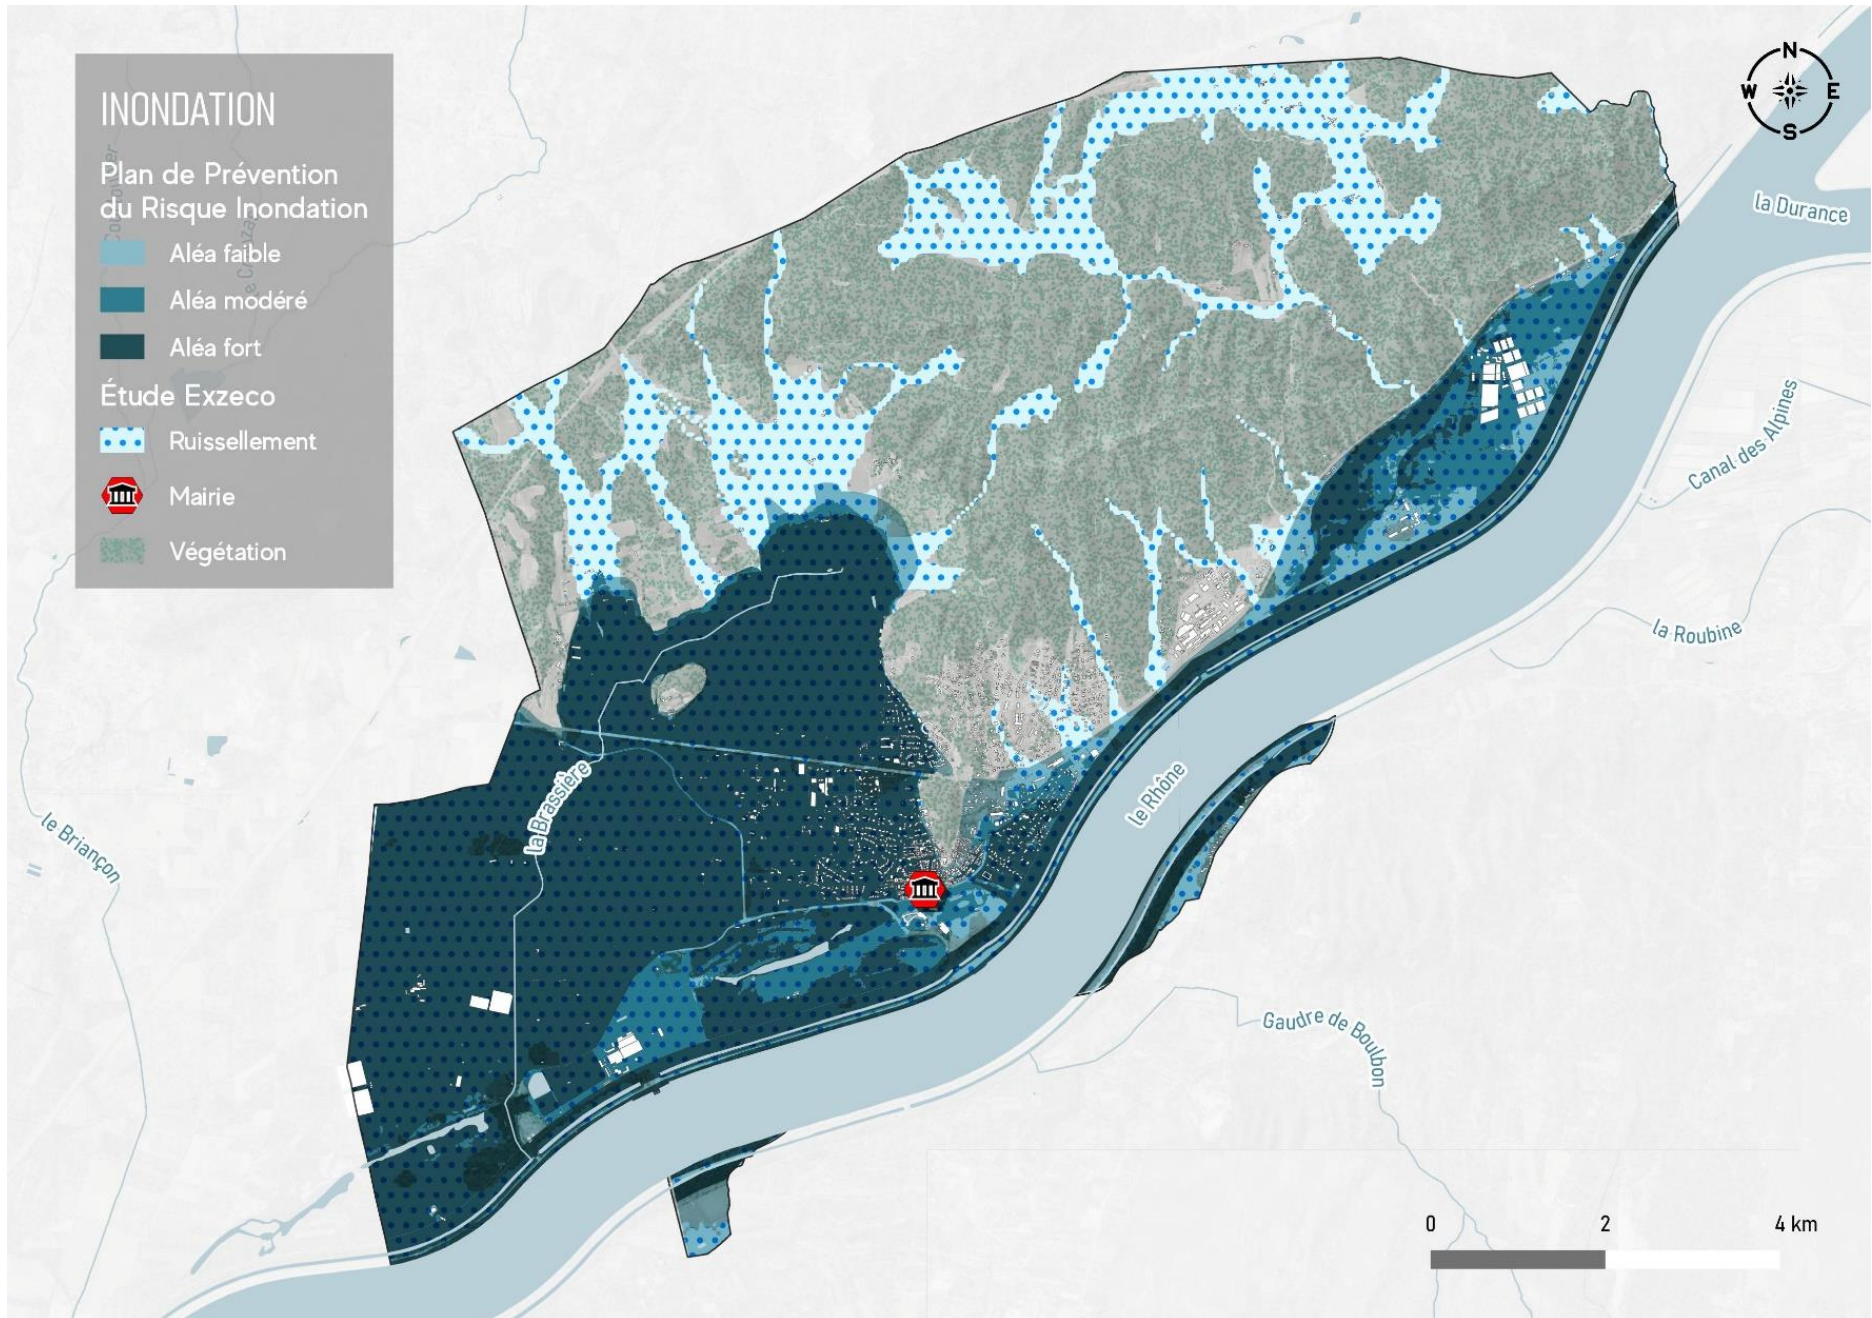 INONDATION
Plan de Prévention
du Risque Inondation
Aléa faible
Aléa modéré
Aléa fort
Étude Exzeco
Ruissellement
Mairie
Végétation
N
W E
S
la Durance
Canal des Alpines
la Roubine
le Rhône
la Brassière
le Briançon
Gaudre de Boulbon
0 2 4 km